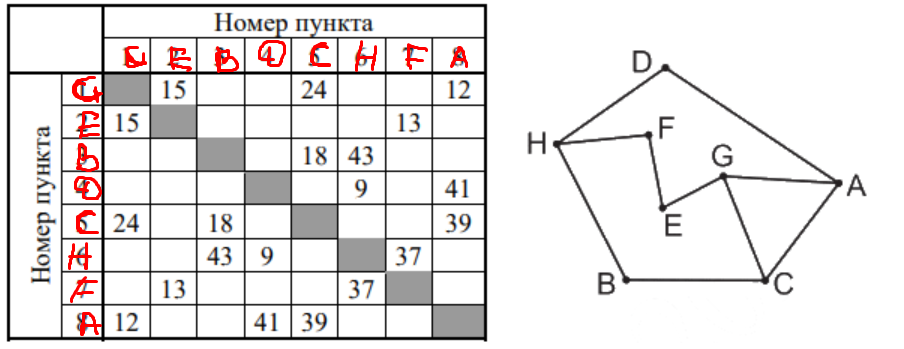 Номер пункта
G E B D C H F A
Номер пункта
G 15 24 12
E 15 13
B 18 43
D 9 41
C 24 18 39
H 43 9 37
F 13 37
A 12 41 39
D
H
F
G
A
E
B
C